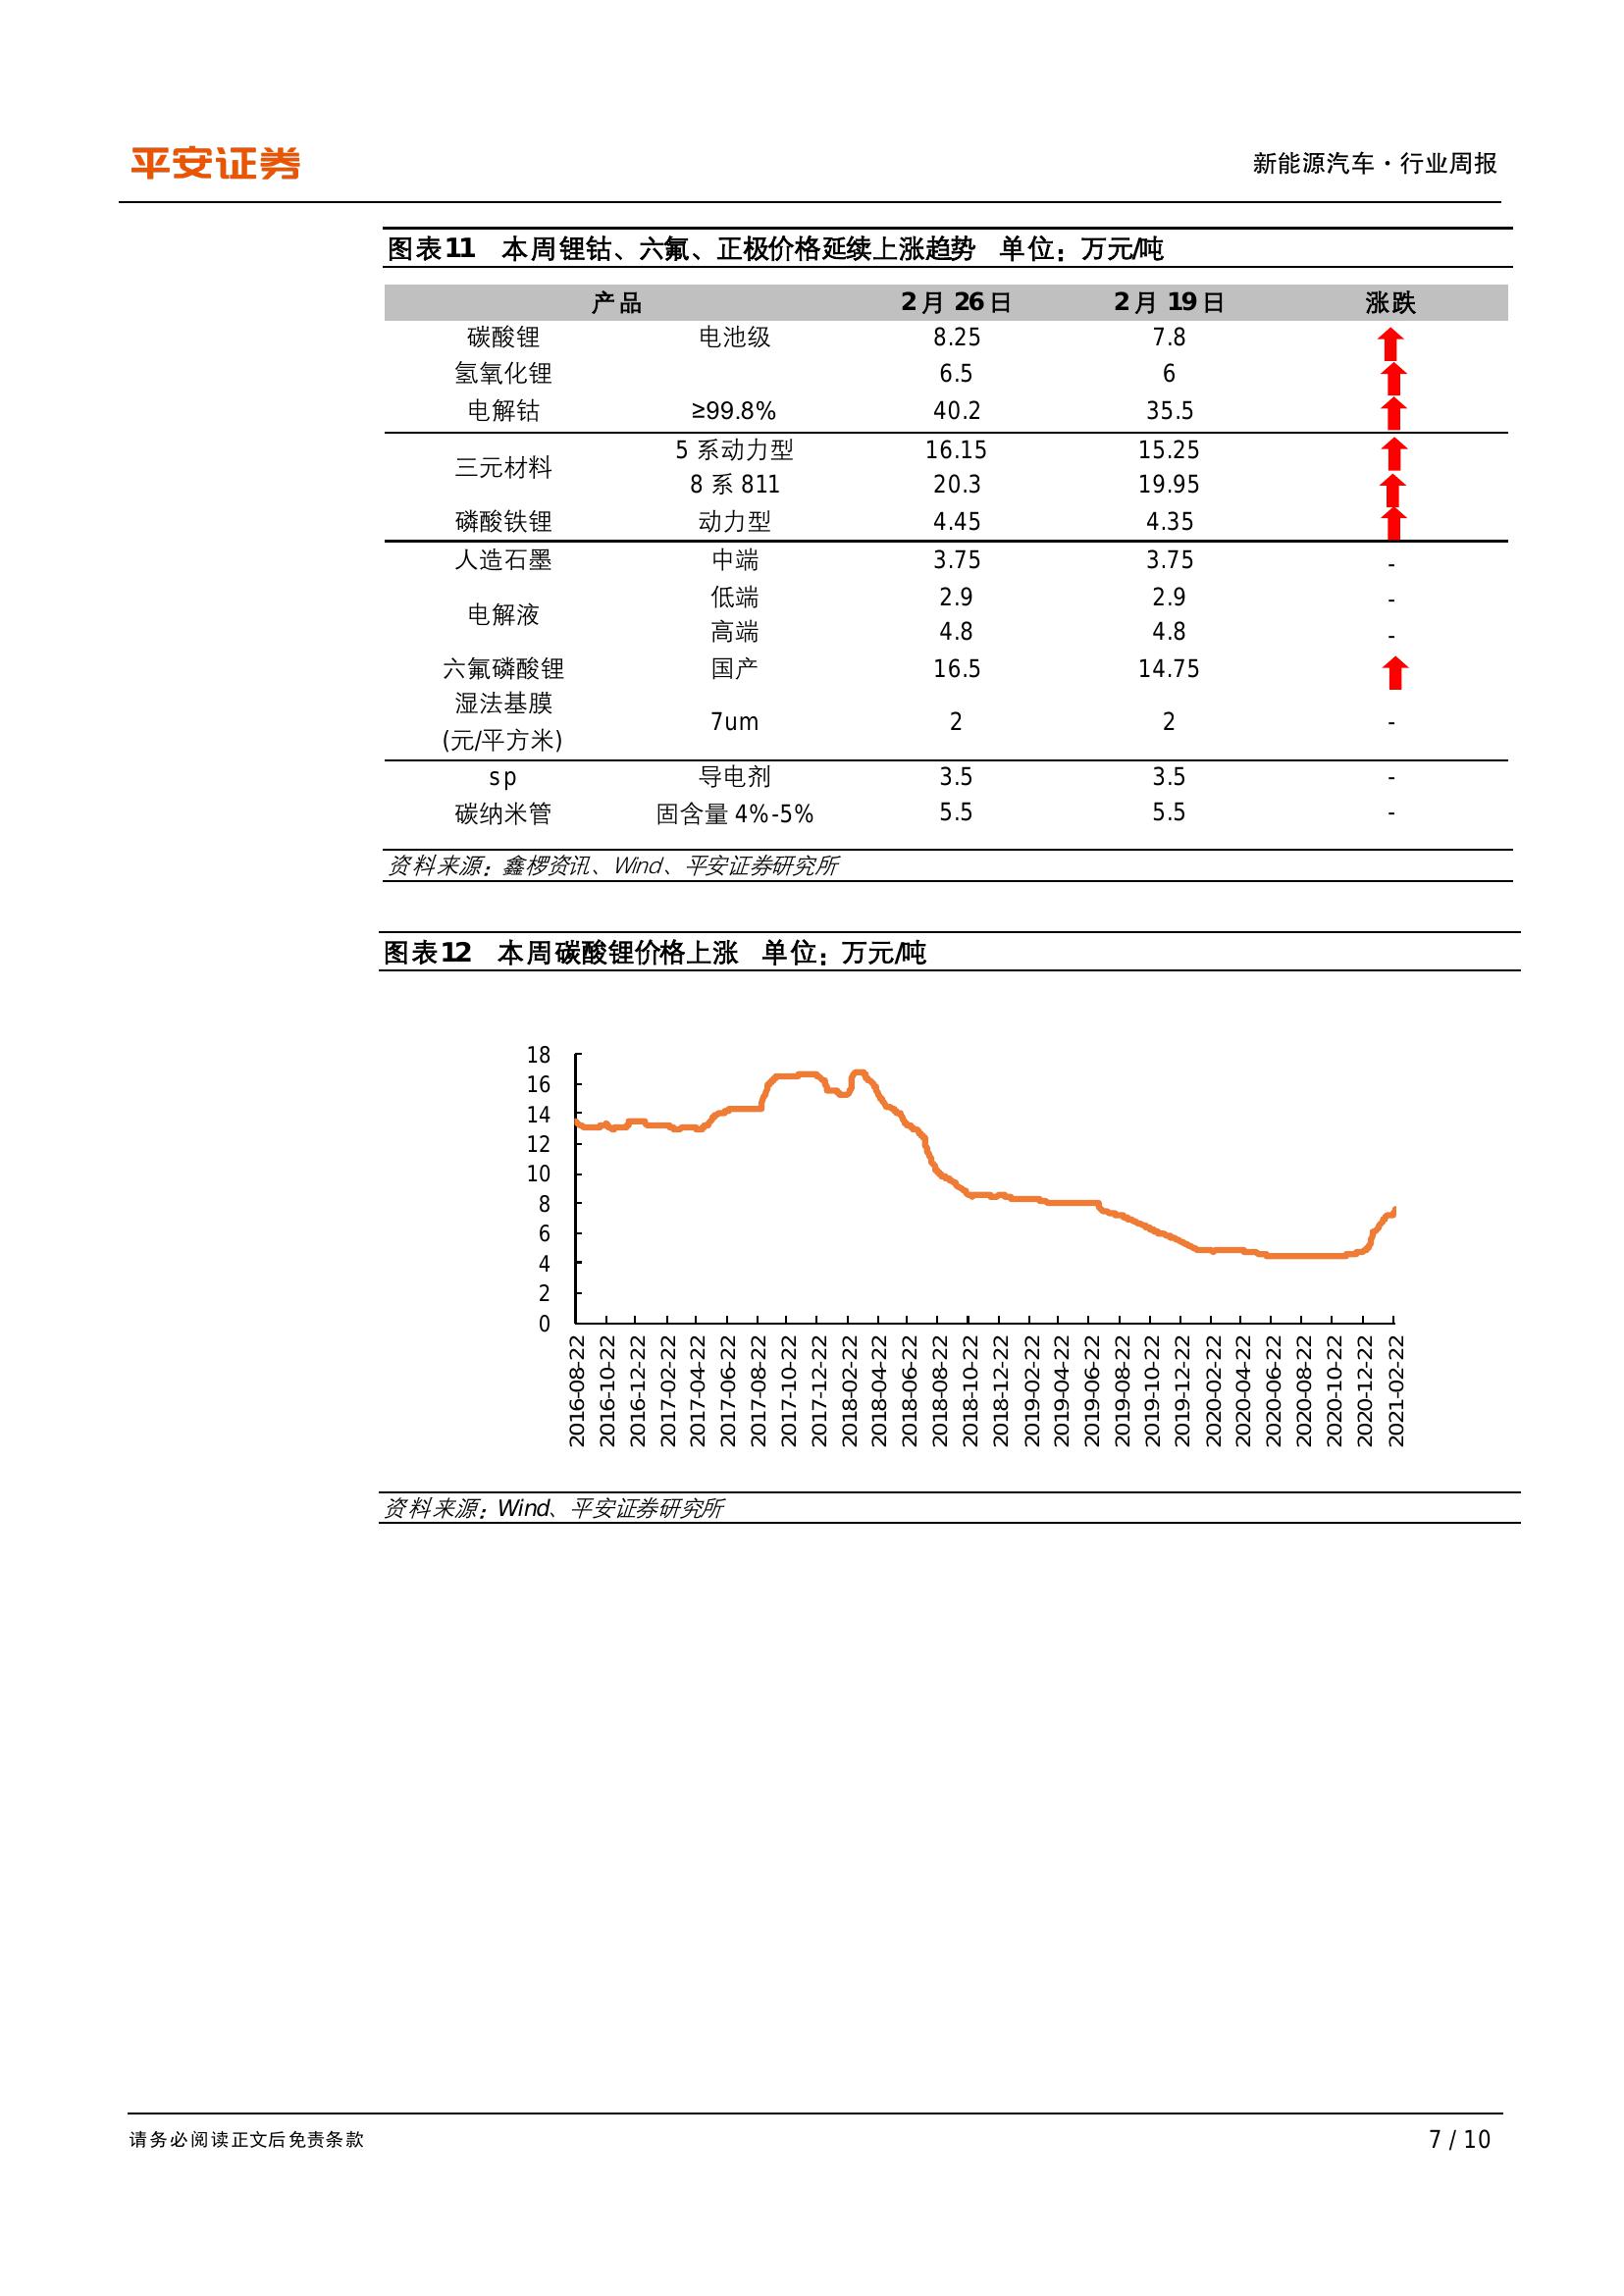 平安证券
新能源汽车·行业周报
图表11 本周锂钴、六氟、正极价格延续上涨趋势 单位：万元/吨
产品 2月26日 2月19日 涨跌
碳酸锂 电池级 8.25 7.8
氢氧化锂 6.5 6
电解钴 ≥99.8% 40.2 35.5
三元材料 5系动力型 16.15 15.25
8系811 20.3 19.95
磷酸铁锂 动力型 4.45 4.35
人造石墨 中端 3.75 3.75 -
电解液 低端 2.9 2.9 -
高端 4.8 4.8 -
六氟磷酸锂 国产 16.5 14.75
湿法基膜
(元/平方米) 7um 2 2 -
sp 导电剂 3.5 3.5 -
碳纳米管 固含量4%-5% 5.5 5.5 -
资料来源：鑫椤资讯、Wind、平安证券研究所
图表12 本周碳酸锂价格上涨 单位：万元/吨
18
16
14
12
10
8
6
4
2
0
2016-08-22
2016-10-22
2016-12-22
2017-02-22
2017-04-22
2017-06-22
2017-08-22
2017-10-22
2017-12-22
2018-02-22
2018-04-22
2018-06-22
2018-08-22
2018-10-22
2018-12-22
2019-02-22
2019-04-22
2019-06-22
2019-08-22
2019-10-22
2019-12-22
2020-02-22
2020-04-22
2020-06-22
2020-08-22
2020-10-22
2020-12-22
2021-02-22
资料来源：Wind、平安证券研究所
请务必阅读正文后免责条款
7 / 10